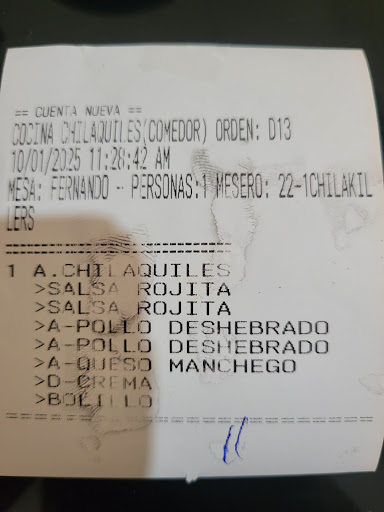 == CUENTA NUEVA ==
COCINA CHILAQUILES(COMEDOR) ORDEN: D13
10/01/2025 11:28:42 AM
MESA: FERNANDO - PERSONAS:1 MESERO: 22-1CHILAKIL
LERS
1 A.CHILAQUILES
>SALSA ROJITA
>SALSA ROJITA
>A-POLLO DESHEBRADO
>A-POLLO DESHEBRADO
>A-QUESO MANCHEGO
>D-CREMA
>BOLILLO